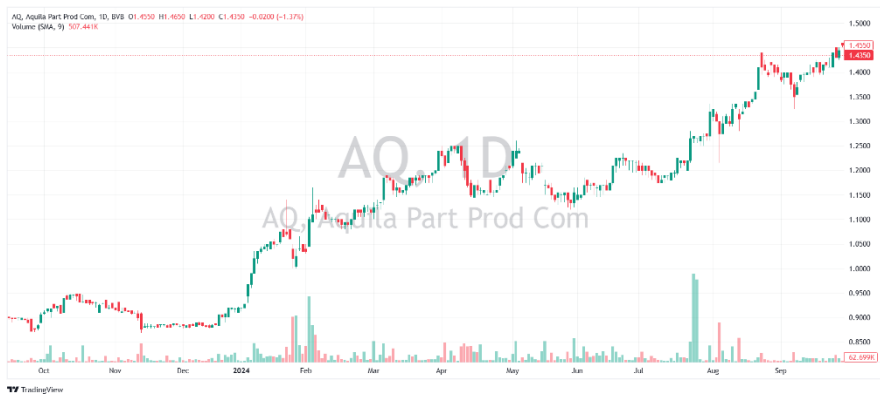 AQ, Aquila Part Prod Com, 1D, BVB O1.4550 H1.4650 L1.4200 C1.4350 −0.0200 (−1.37%)
Volume (SMA, 9) 507.441K
1.5000
1.4550
1.4350
1.4000
1.3500
1.3000
1.2500
1.2000
1.1500
1.1000
1.0500
1.0000
0.9500
0.9000
0.8500
62.699K
AQ, 1D
AQ, Aquila Part Prod Com
Oct Nov Dec 2024 Feb Mar Apr May Jun Jul Aug Sep
TradingView